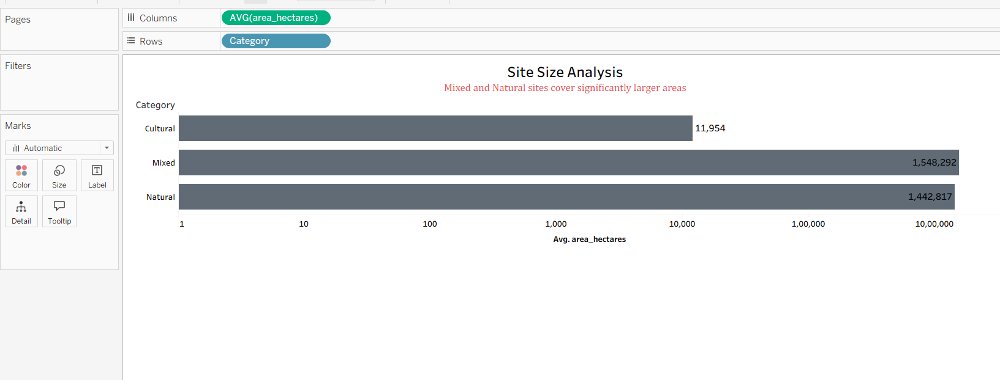 Pages
Columns
AVG(area_hectares)
Rows
Category
Filters
Marks
Automatic
Color
Size
Label
Detail
Tooltip
Site Size Analysis
Mixed and Natural sites cover significantly larger areas
Category
Cultural
11,954
Mixed
1,548,292
Natural
1,442,817
1 10 100 1,000 10,000 1,00,000 10,00,000
Avg. area_hectares